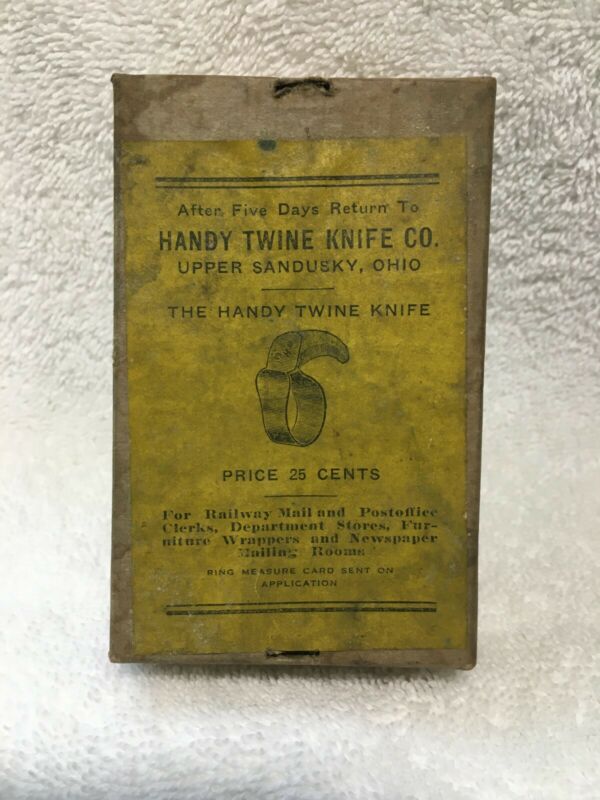 After Five Days Return To
HANDY TWINE KNIFE CO.
UPPER SANDUSKY, OHIO
THE HANDY TWINE KNIFE
PRICE 25 CENTS
For Railway Mail and Postoffice
Clerks, Department Stores, Fur-
niture Wrappers and Newspaper
Mailing Rooms
RING MEASURE CARD SENT ON
APPLICATION